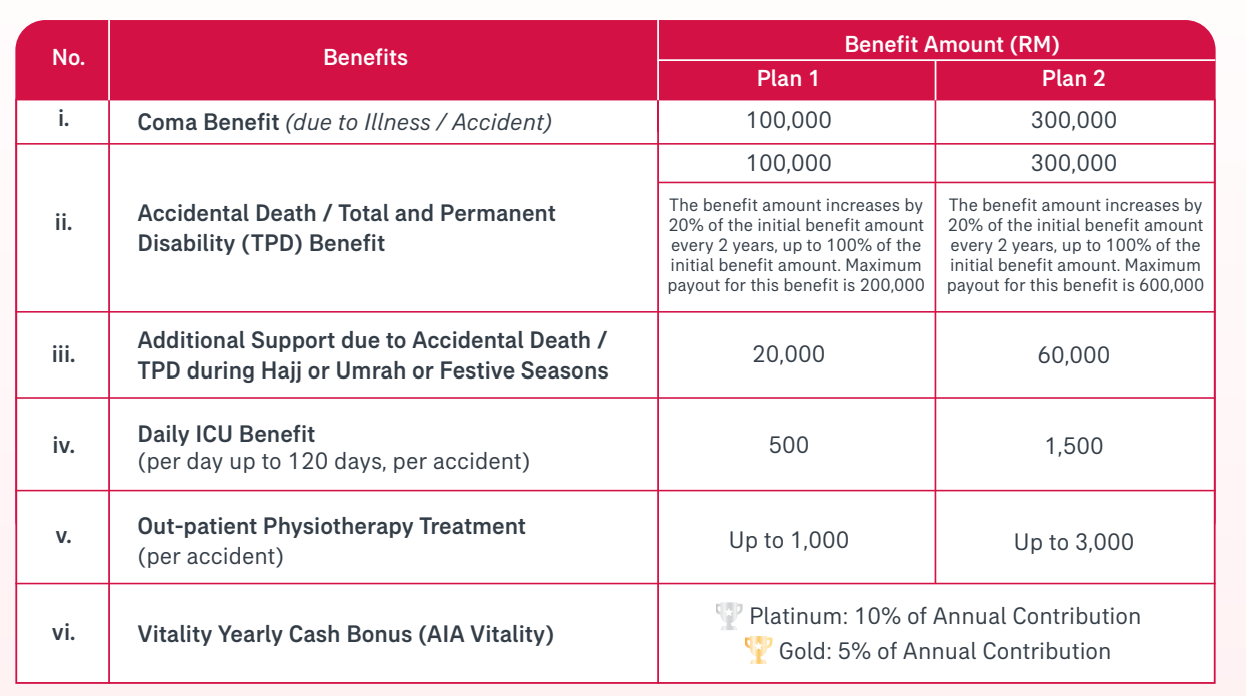 No.
Benefits
Benefit Amount (RM)
Plan 1
Plan 2
i.
Coma Benefit (due to Illness / Accident)
100,000
300,000
ii.
Accidental Death / Total and Permanent
Disability (TPD) Benefit
100,000
300,000
The benefit amount increases by
20% of the initial benefit amount
every 2 years, up to 100% of the
initial benefit amount. Maximum
payout for this benefit is 200,000
The benefit amount increases by
20% of the initial benefit amount
every 2 years, up to 100% of the
initial benefit amount. Maximum
payout for this benefit is 600,000
iii.
Additional Support due to Accidental Death /
TPD during Hajj or Umrah or Festive Seasons
20,000
60,000
iv.
Daily ICU Benefit
(per day up to 120 days, per accident)
500
1,500
v.
Out-patient Physiotherapy Treatment
(per accident)
Up to 1,000
Up to 3,000
vi.
Vitality Yearly Cash Bonus (AIA Vitality)
Platinum: 10% of Annual Contribution
Gold: 5% of Annual Contribution